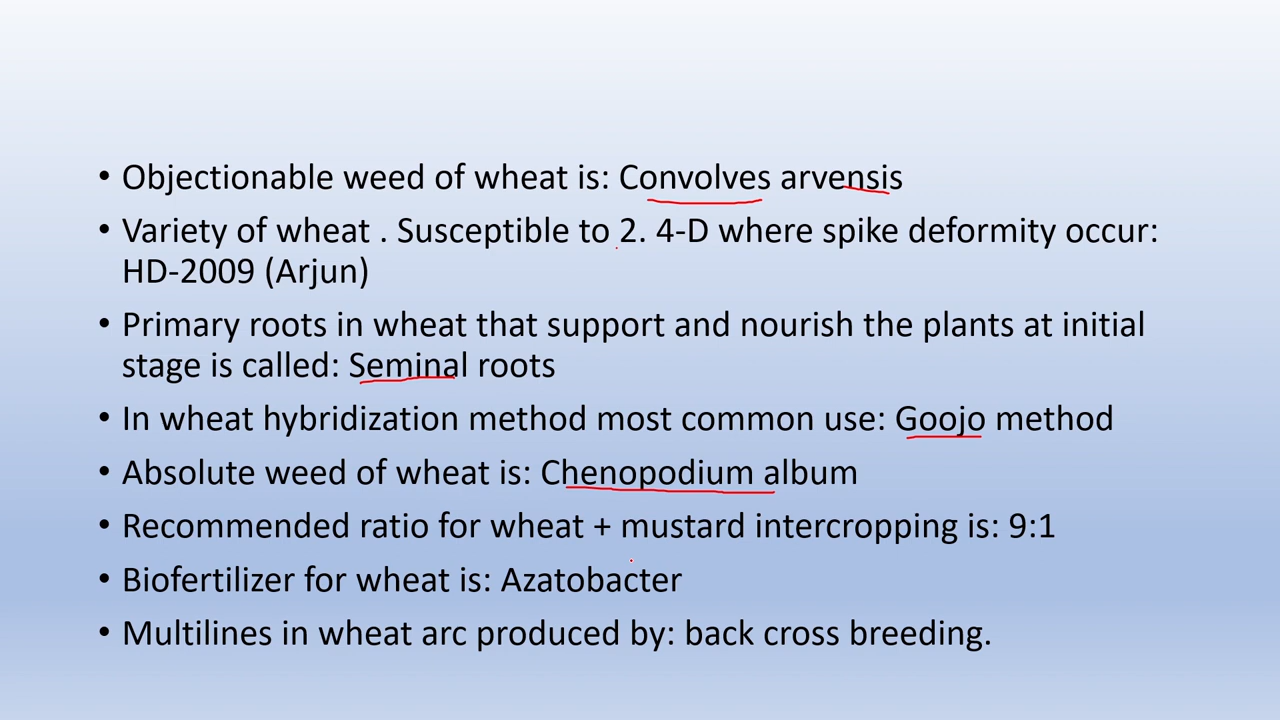 • Objectionable weed of wheat is: Convolves arvensis
• Variety of wheat . Susceptible to 2. 4-D where spike deformity occur:
HD-2009 (Arjun)
• Primary roots in wheat that support and nourish the plants at initial
stage is called: Seminal roots
• In wheat hybridization method most common use: Goojo method
• Absolute weed of wheat is: Chenopodium album
• Recommended ratio for wheat + mustard intercropping is: 9:1
• Biofertilizer for wheat is: Azatobacter
• Multilines in wheat arc produced by: back cross breeding.